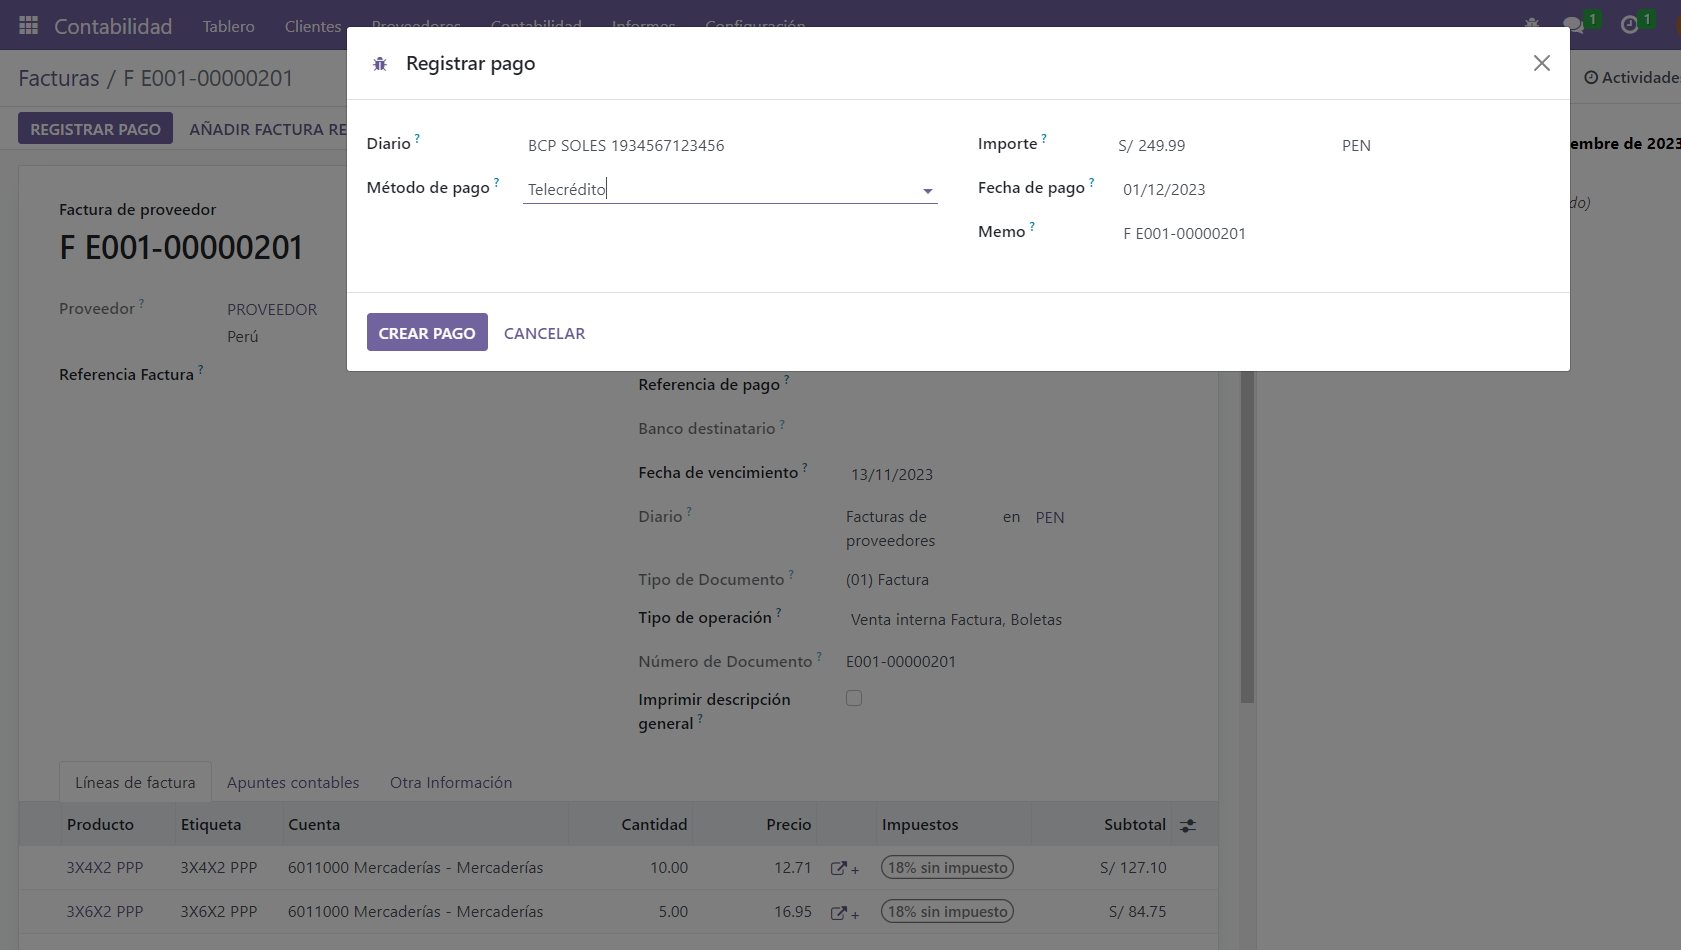 Contabilidad Tablero Clientes Proveedores Contabilidad Informes Configuración 1 1
Facturas / F E001-00000201
Actividades
REGISTRAR PAGO AÑADIR FACTURA RE
embre de 2023
do)
Registrar pago
Diario ? BCP SOLES 1934567123456
Método de pago ? Telecrédito
Importe ? S/ 249.99 PEN
Fecha de pago ? 01/12/2023
Memo ? F E001-00000201
CREAR PAGO CANCELAR
Factura de proveedor
F E001-00000201
Proveedor ? PROVEEDOR
Perú
Referencia Factura ?
Referencia de pago ?
Banco destinatario ?
Fecha de vencimiento ? 13/11/2023
Diario ? Facturas de proveedores en PEN
Tipo de Documento ? (01) Factura
Tipo de operación ? Venta interna Factura, Boletas
Número de Documento ? E001-00000201
Imprimir descripción
general ?
Líneas de factura Apuntes contables Otra Información
Producto Etiqueta Cuenta Cantidad Precio Impuestos Subtotal
3X4X2 PPP 3X4X2 PPP 6011000 Mercaderías - Mercaderías 10.00 12.71 + 18% sin impuesto S/ 127.10
3X6X2 PPP 3X6X2 PPP 6011000 Mercaderías - Mercaderías 5.00 16.95 + 18% sin impuesto S/ 84.75